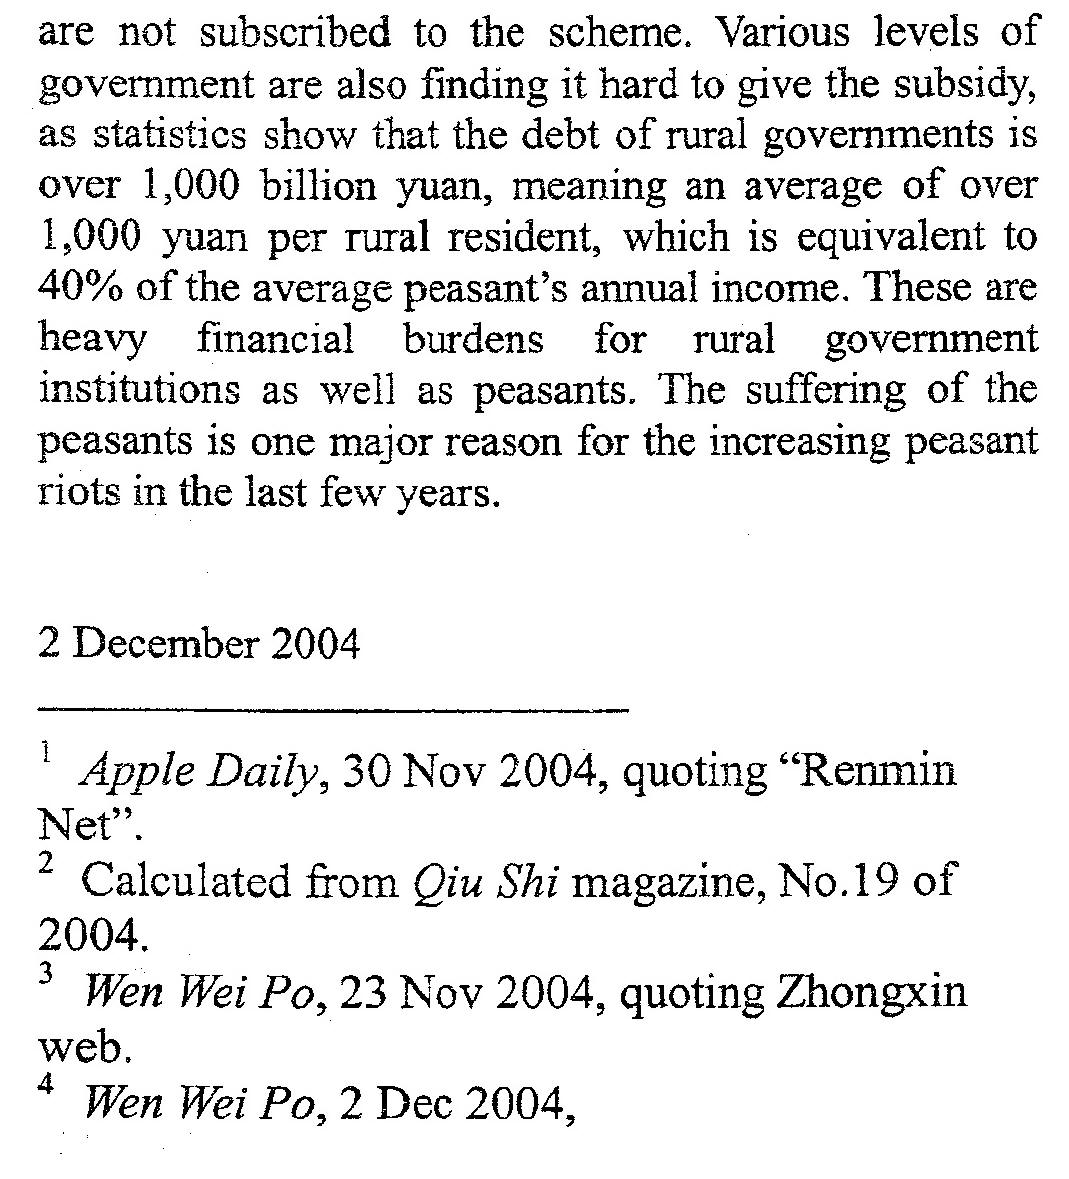 are not subscribed to the scheme. Various levels of
government are also finding it hard to give the subsidy,
as statistics show that the debt of rural governments is
over 1,000 billion yuan, meaning an average of over
1,000 yuan per rural resident, which is equivalent to
40% of the average peasant’s annual income. These are
heavy financial burdens for rural government
institutions as well as peasants. The suffering of the
peasants is one major reason for the increasing peasant
riots in the last few years.
2 December 2004
1 Apple Daily, 30 Nov 2004, quoting “Renmin
Net”.
2 Calculated from Qiu Shi magazine, No.19 of
2004.
3 Wen Wei Po, 23 Nov 2004, quoting Zhongxin
web.
4 Wen Wei Po, 2 Dec 2004,